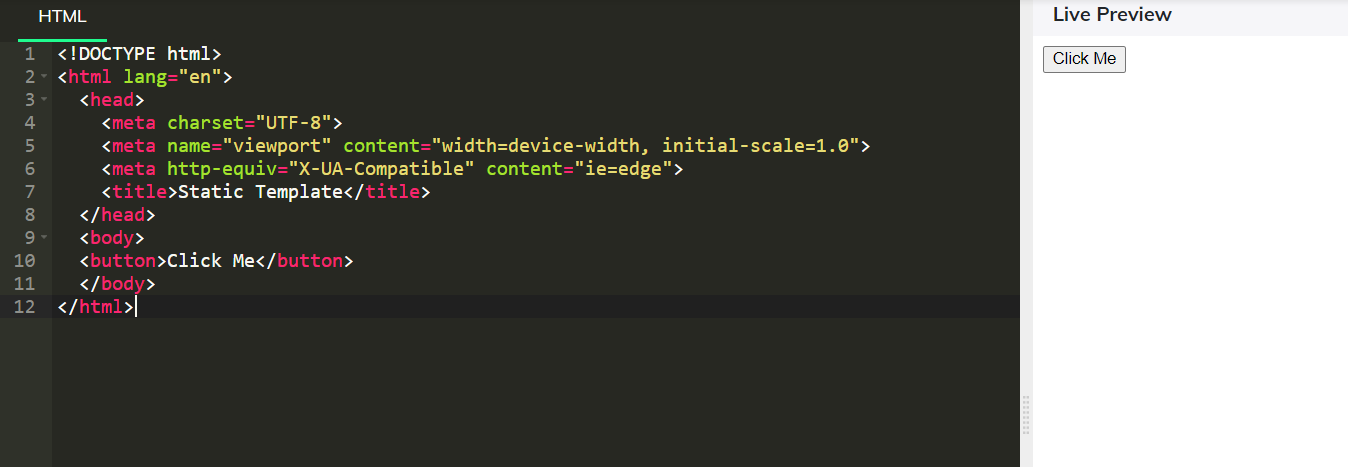 HTML
Live Preview
1 <!DOCTYPE html>
2 <html lang="en">
3   <head>
4     <meta charset="UTF-8">
5     <meta name="viewport" content="width=device-width, initial-scale=1.0">
6     <meta http-equiv="X-UA-Compatible" content="ie=edge">
7     <title>Static Template</title>
8   </head>
9   <body>
10   <button>Click Me</button>
11   </body>
12 </html>
Click Me